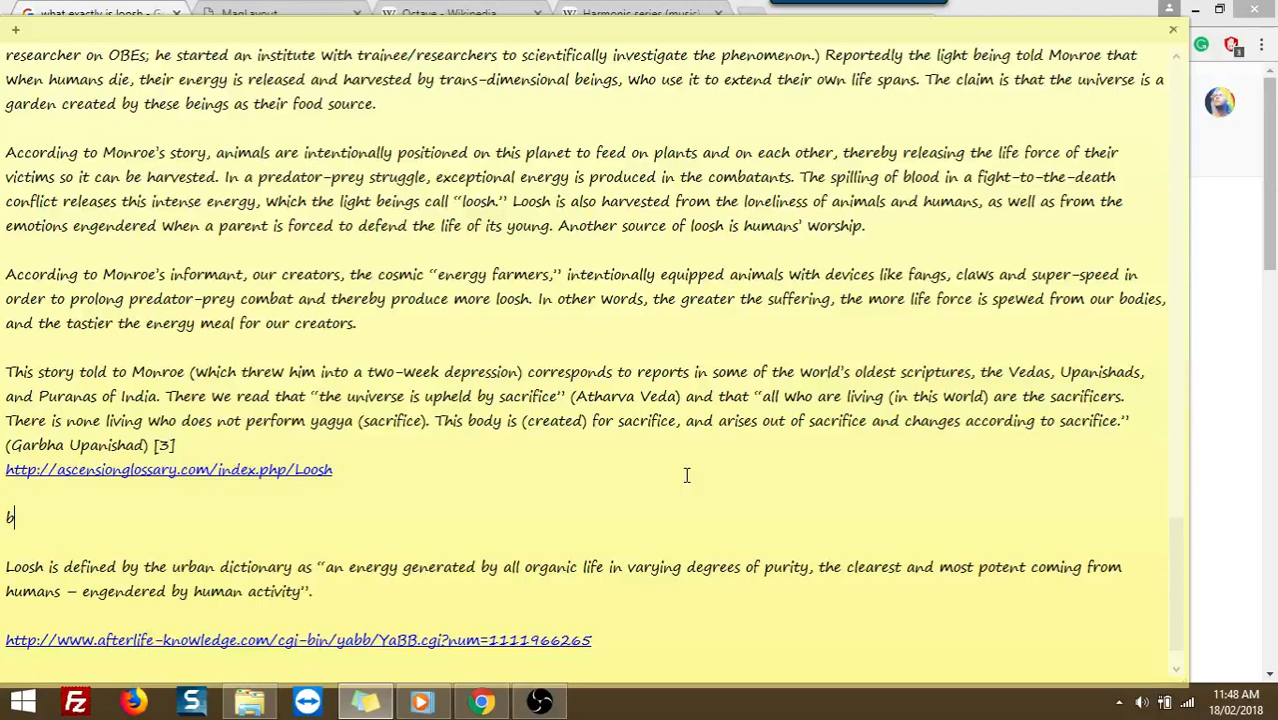 what exactly is loosh - G
MapLayout
Octave - Wikipedia
Harmonic series (music)
researcher on OBEs; he started an institute with trainee/researchers to scientifically investigate the phenomenon.) Reportedly the light being told Monroe that
when humans die, their energy is released and harvested by trans-dimensional beings, who use it to extend their own life spans. The claim is that the universe is a
garden created by these beings as their food source.
According to Monroe's story, animals are intentionally positioned on this planet to feed on plants and on each other, thereby releasing the life force of their
victims so it can be harvested. In a predator-prey struggle, exceptional energy is produced in the combatants. The spilling of blood in a fight-to-the-death
conflict releases this intense energy, which the light beings call “loosh.” Loosh is also harvested from the loneliness of animals and humans, as well as from the
emotions engendered when a parent is forced to defend the life of its young. Another source of loosh is humans' worship.
According to Monroe's informant, our creators, the cosmic “energy farmers,” intentionally equipped animals with devices like fangs, claws and super-speed in
order to prolong predator-prey combat and thereby produce more loosh. In other words, the greater the suffering, the more life force is spewed from our bodies,
and the tastier the energy meal for our creators.
This story told to Monroe (which threw him into a two-week depression) corresponds to reports in some of the world's oldest scriptures, the Vedas, Upanishads,
and Puranas of India. There we read that “the universe is upheld by sacrifice” (Atharva Veda) and that “all who are living (in this world) are the sacrificers.
There is none living who does not perform yagya (sacrifice). This body is (created) for sacrifice, and arises out of sacrifice and changes according to sacrifice.”
(Garbha Upanishad) [3]
http://ascensionglossary.com/index.php/Loosh
b
Loosh is defined by the urban dictionary as “an energy generated by all organic life in varying degrees of purity, the clearest and most potent coming from
humans – engendered by human activity”.
http://www.afterlife-knowledge.com/cgi-bin/yabb/YaBB.cgi?num=1111966265
11:48 AM
18/02/2018